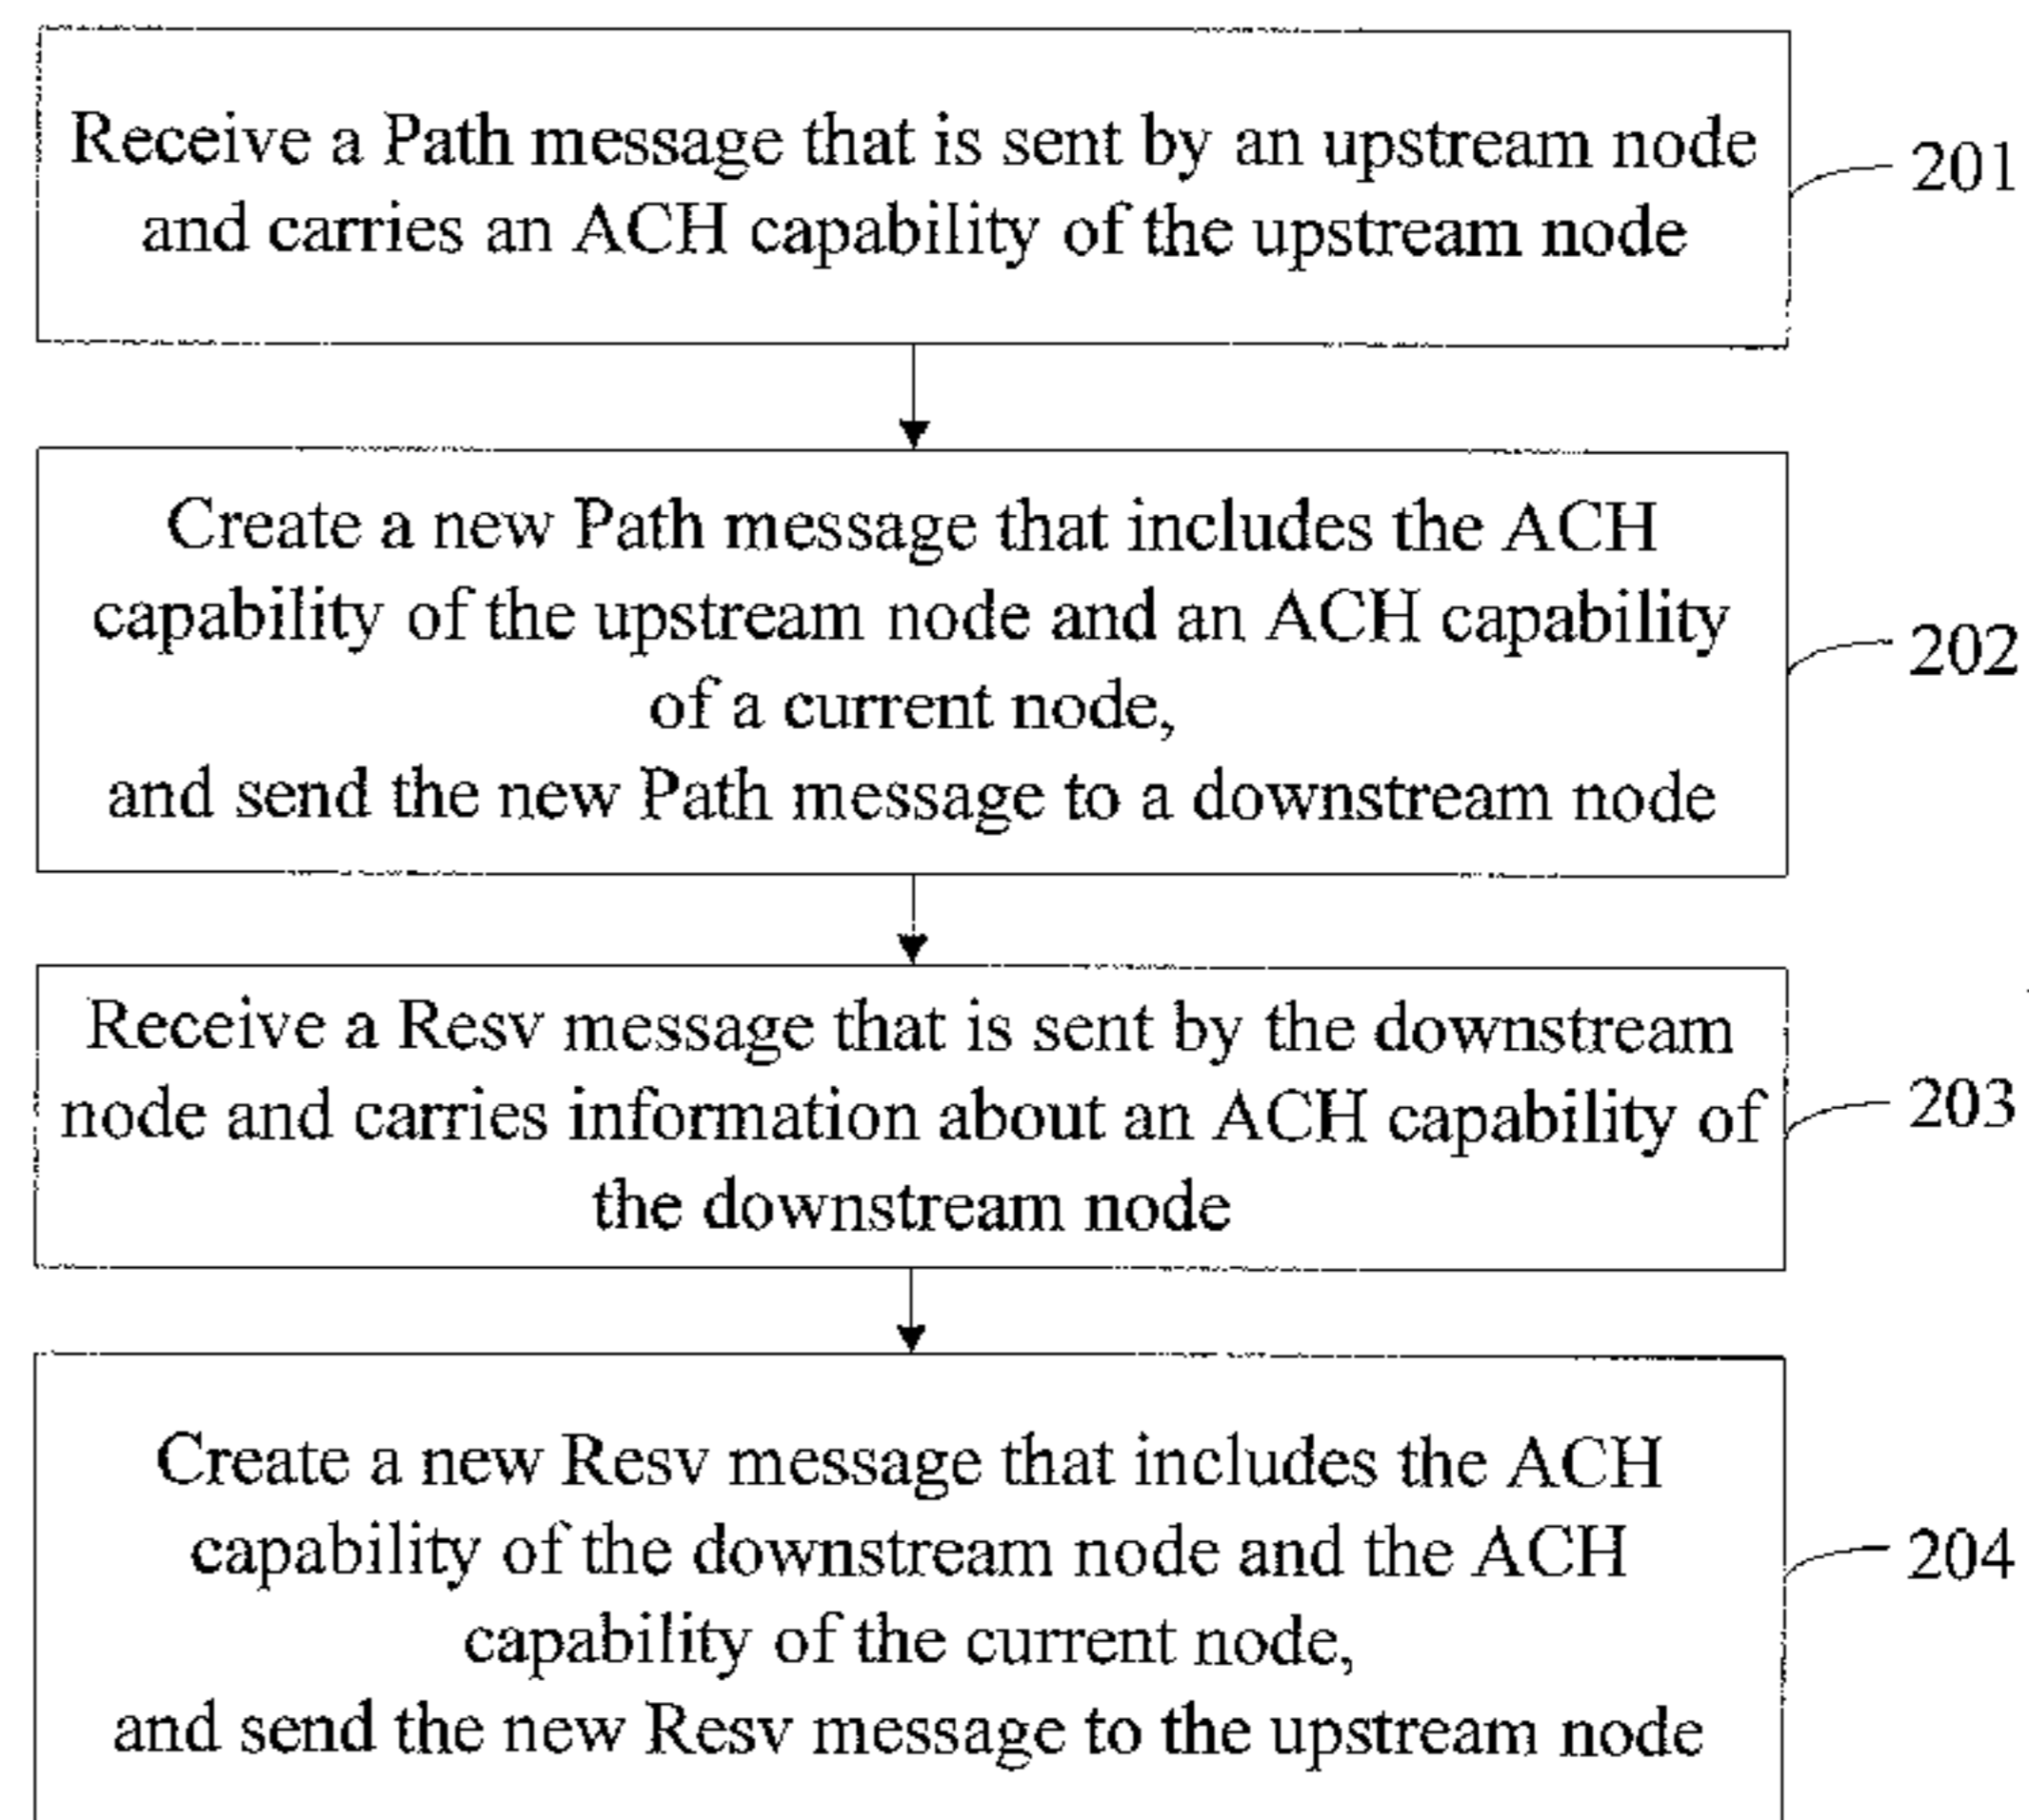 Receive a Path message that is sent by an upstream node
and carries an ACH capability of the upstream node
201
Create a new Path message that includes the ACH
capability of the upstream node and an ACH capability
of a current node,
and send the new Path message to a downstream node
202
Receive a Resv message that is sent by the downstream
node and carries information about an ACH capability of
the downstream node
203
Create a new Resv message that includes the ACH
capability of the downstream node and the ACH
capability of the current node,
and send the new Resv message to the upstream node
204